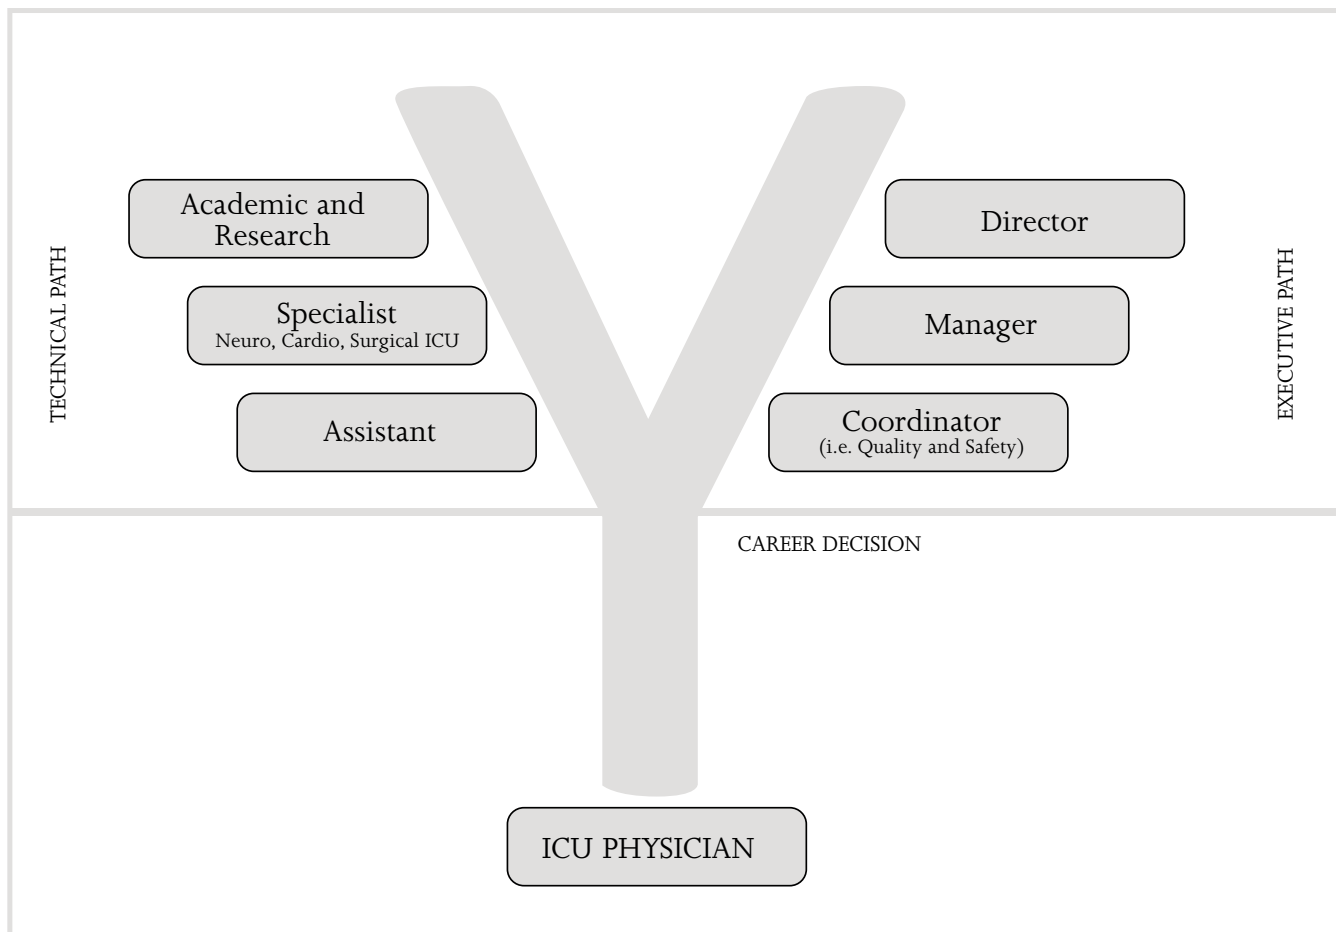 Academic and
Research
Director
TECHNICAL PATH
EXECUTIVE PATH
Specialist
Neuro, Cardio, Surgical ICU
Manager
Assistant
Coordinator
(i.e. Quality and Safety)
CAREER DECISION
ICU PHYSICIAN